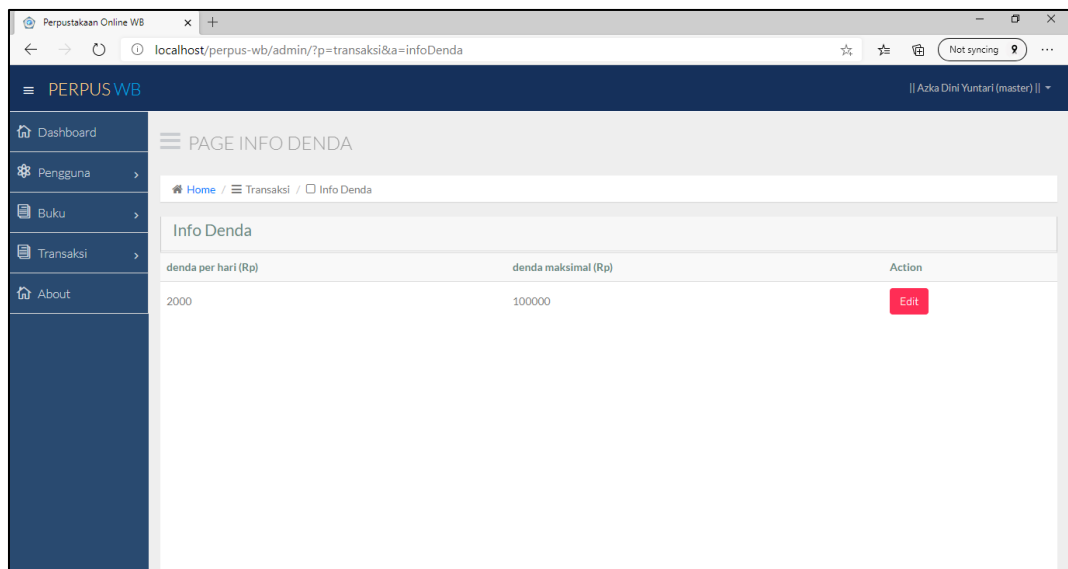 Perpustakaan Online WB
localhost/perpus-wb/admin/?p=transaksi&a=infoDenda
Not syncing
PERPUS WB
|| Azka Dini Yuntari (master) ||
Dashboard
Pengguna
Buku
Transaksi
About
PAGE INFO DENDA
Home / Transaksi / Info Denda
Info Denda
denda per hari (Rp) denda maksimal (Rp) Action
2000 100000 Edit